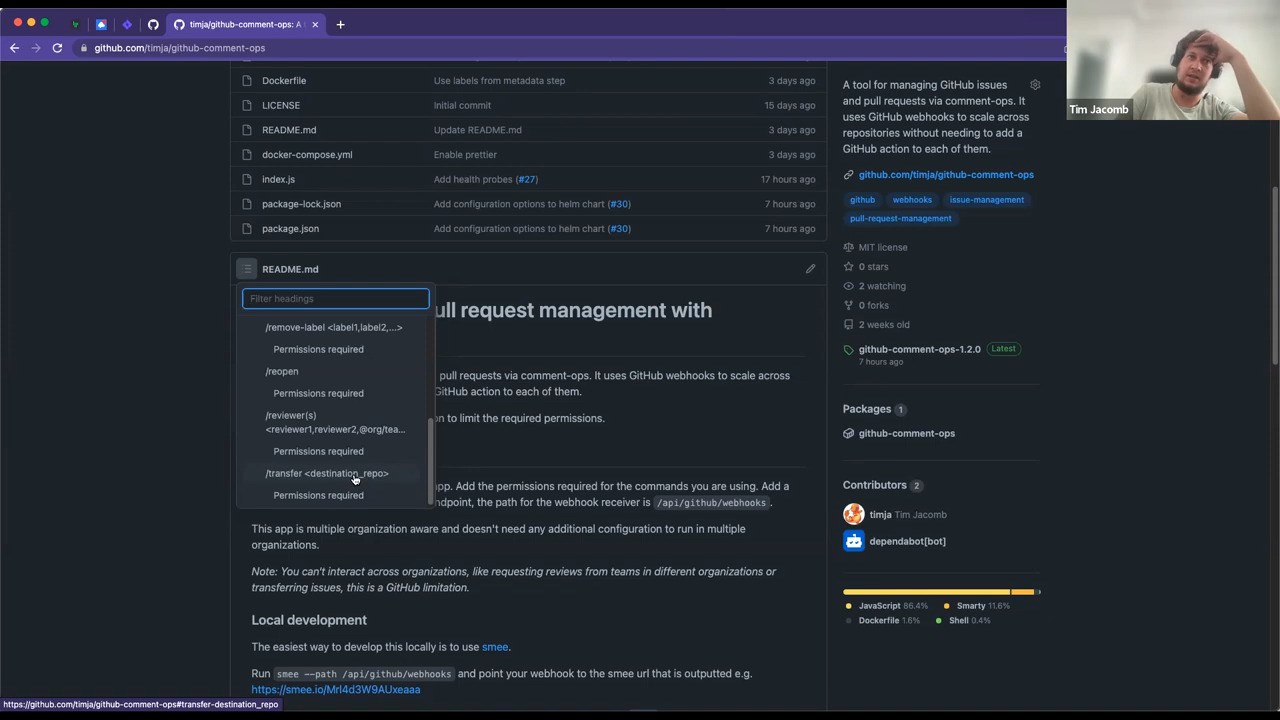 timja/github-comment-ops: A
github.com/timja/github-comment-ops
Tim Jacomb
Dockerfile
Use labels from metadata step
3 days ago
LICENSE
Initial commit
15 days ago
README.md
Update README.md
3 days ago
docker-compose.yml
Enable prettier
3 days ago
index.js
Add health probes (#27)
17 hours ago
package-lock.json
Add configuration options to helm chart (#30)
7 hours ago
package.json
Add configuration options to helm chart (#30)
7 hours ago
README.md
Filter headings
/remove-label <label1,label2,...>
Permissions required
/reopen
Permissions required
/reviewer(s)
<reviewer1,reviewer2,@org/tea...
Permissions required
/transfer <destination_repo>
Permissions required
ull request management with
pull requests via comment-ops. It uses GitHub webhooks to scale across
GitHub action to each of them.
on to limit the required permissions.
app. Add the permissions required for the commands you are using. Add a
ndpoint, the path for the webhook receiver is /api/github/webhooks
This app is multiple organization aware and doesn't need any additional configuration to run in multiple
organizations.
Note: You can't interact across organizations, like requesting reviews from teams in different organizations or
transferring issues, this is a GitHub limitation.
Local development
The easiest way to develop this locally is to use smee.
Run smee --path /api/github/webhooks and point your webhook to the smee url that is outputted e.g.
https://smee.io/MrI4d3W9AUxeaaa
A tool for managing GitHub issues
and pull requests via comment-ops. It
uses GitHub webhooks to scale across
repositories without needing to add a
GitHub action to each of them.
github.com/timja/github-comment-ops
github
webhooks
issue-management
pull-request-management
MIT license
0 stars
2 watching
0 forks
2 weeks old
github-comment-ops-1.2.0
Latest
7 hours ago
Packages 1
github-comment-ops
Contributors 2
timja Tim Jacomb
dependabot[bot]
JavaScript 86.4%
Smarty 11.6%
Dockerfile 1.6%
Shell 0.4%
https://github.com/timja/github-comment-ops#transfer-destination_repo